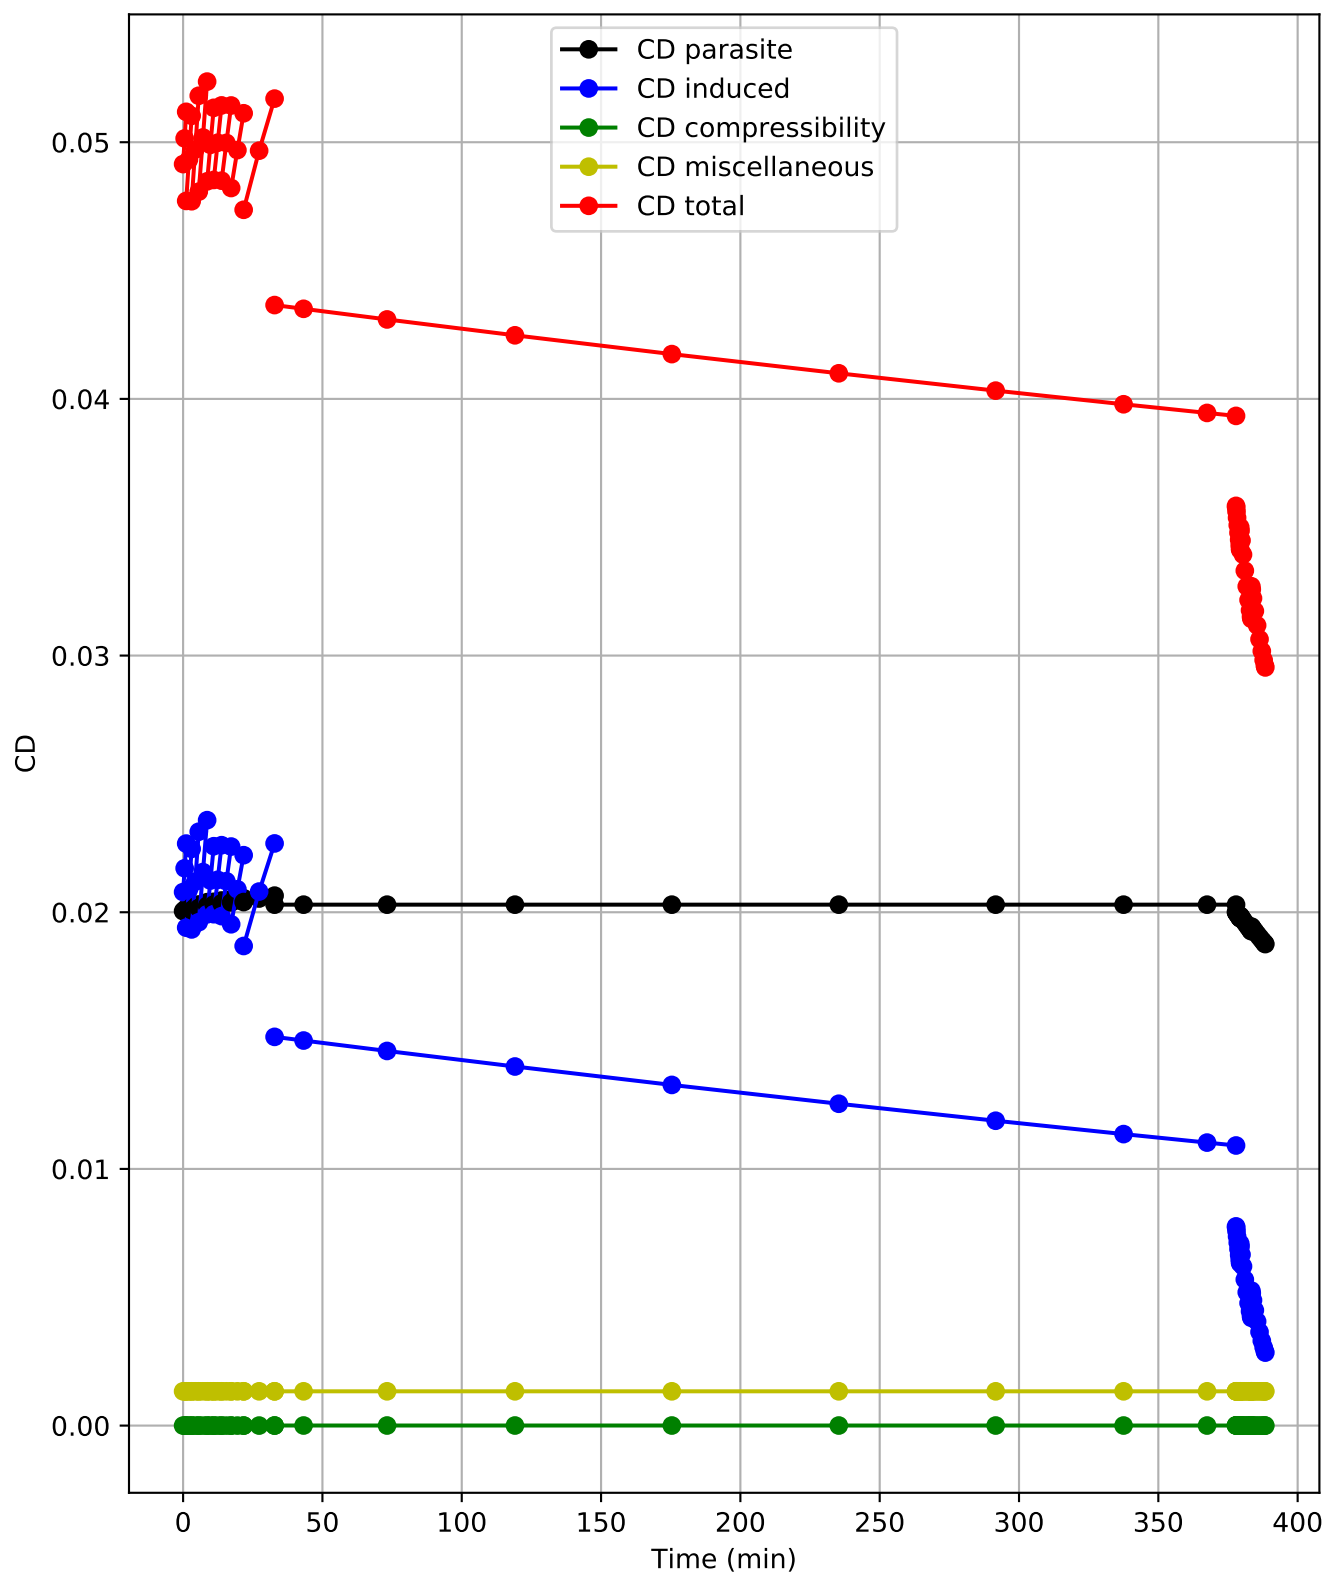 CD parasite
CD induced
CD compressibility
CD miscellaneous
CD total
0.05
0.04
0.03
0.02
0.01
0.00
CD
0 50 100 150 200 250 300 350 400
Time (min)